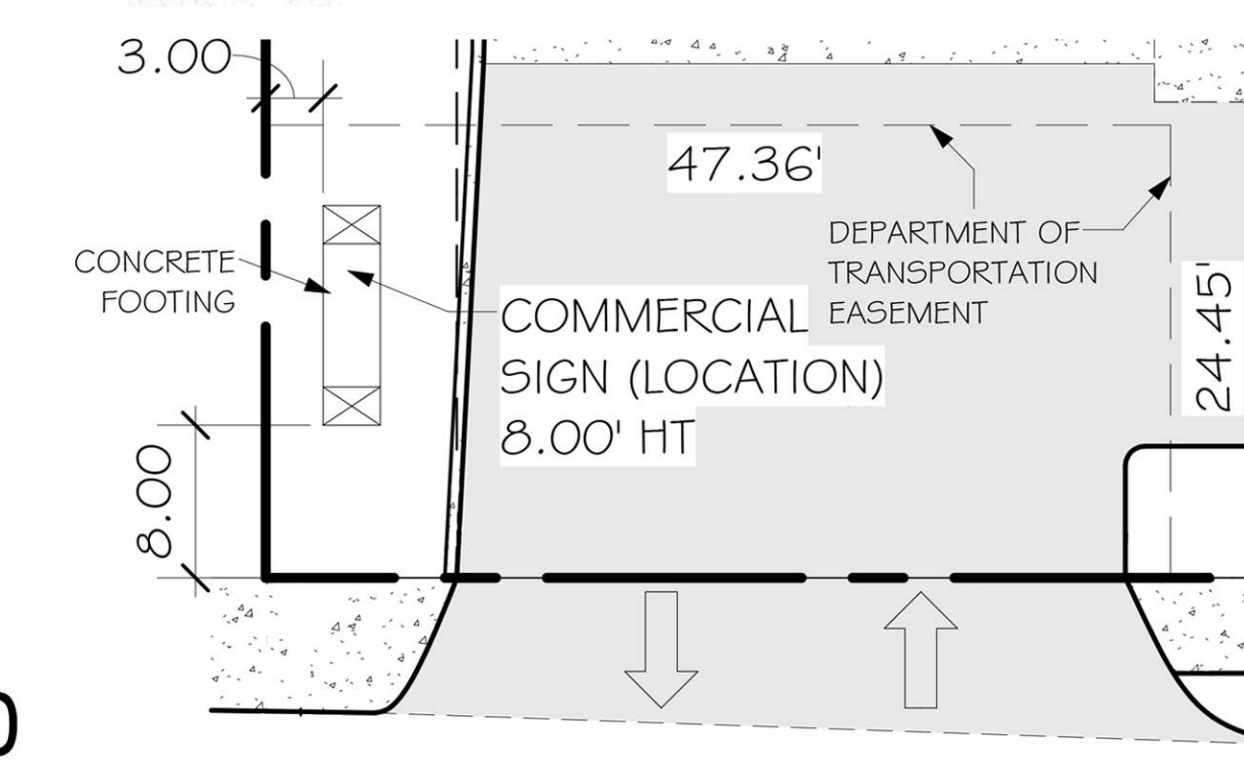 3.00
47.36'
DEPARTMENT OF
TRANSPORTATION
EASEMENT
CONCRETE
FOOTING
COMMERCIAL
SIGN (LOCATION)
8.00' HT
24.45'
8.00